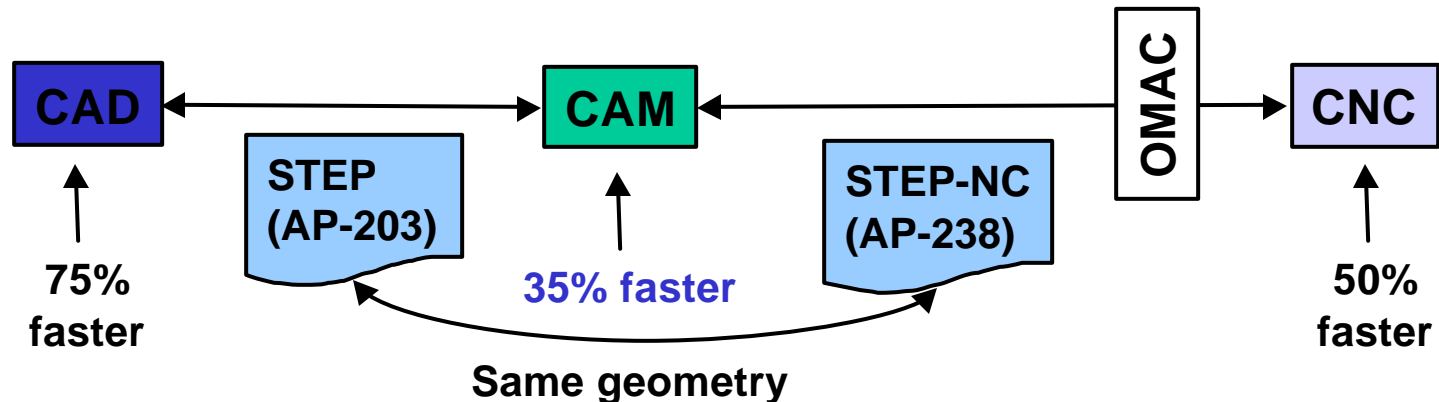 CAD
CAM
OMAC
CNC
STEP
(AP-203)
STEP-NC
(AP-238)
75%
faster
35% faster
50%
faster
Same geometry